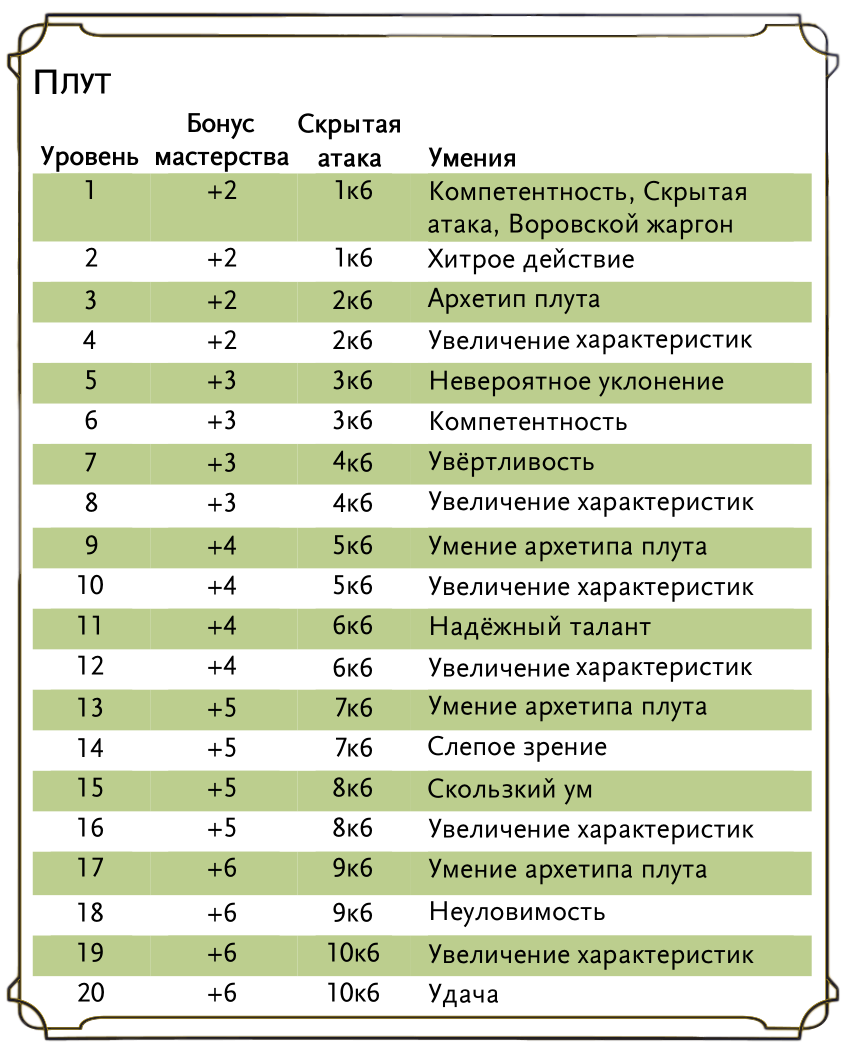 Плут
Бонус Скрытая
Уровень мастерства атака Умения
1 +2 1к6 Компетентность, Скрытая
атака, Воровской жаргон
2 +2 1к6 Хитрое действие
3 +2 2к6 Архетип плута
4 +2 2к6 Увеличение характеристик
5 +3 3к6 Невероятное уклонение
6 +3 3к6 Компетентность
7 +3 4к6 Увёртливость
8 +3 4к6 Увеличение характеристик
9 +4 5к6 Умение архетипа плута
10 +4 5к6 Увеличение характеристик
11 +4 6к6 Надёжный талант
12 +4 6к6 Увеличение характеристик
13 +5 7к6 Умение архетипа плута
14 +5 7к6 Слепое зрение
15 +5 8к6 Скользкий ум
16 +5 8к6 Увеличение характеристик
17 +6 9к6 Умение архетипа плута
18 +6 9к6 Неуловимость
19 +6 10к6 Увеличение характеристик
20 +6 10к6 Удача